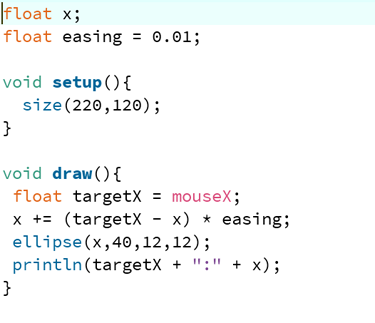 float x;
float easing = 0.01;
void setup(){
size(220,120);
}
void draw(){
float targetX = mouseX;
x += (targetX - x) * easing;
ellipse(x,40,12,12);
println(targetX + ":" + x);
}